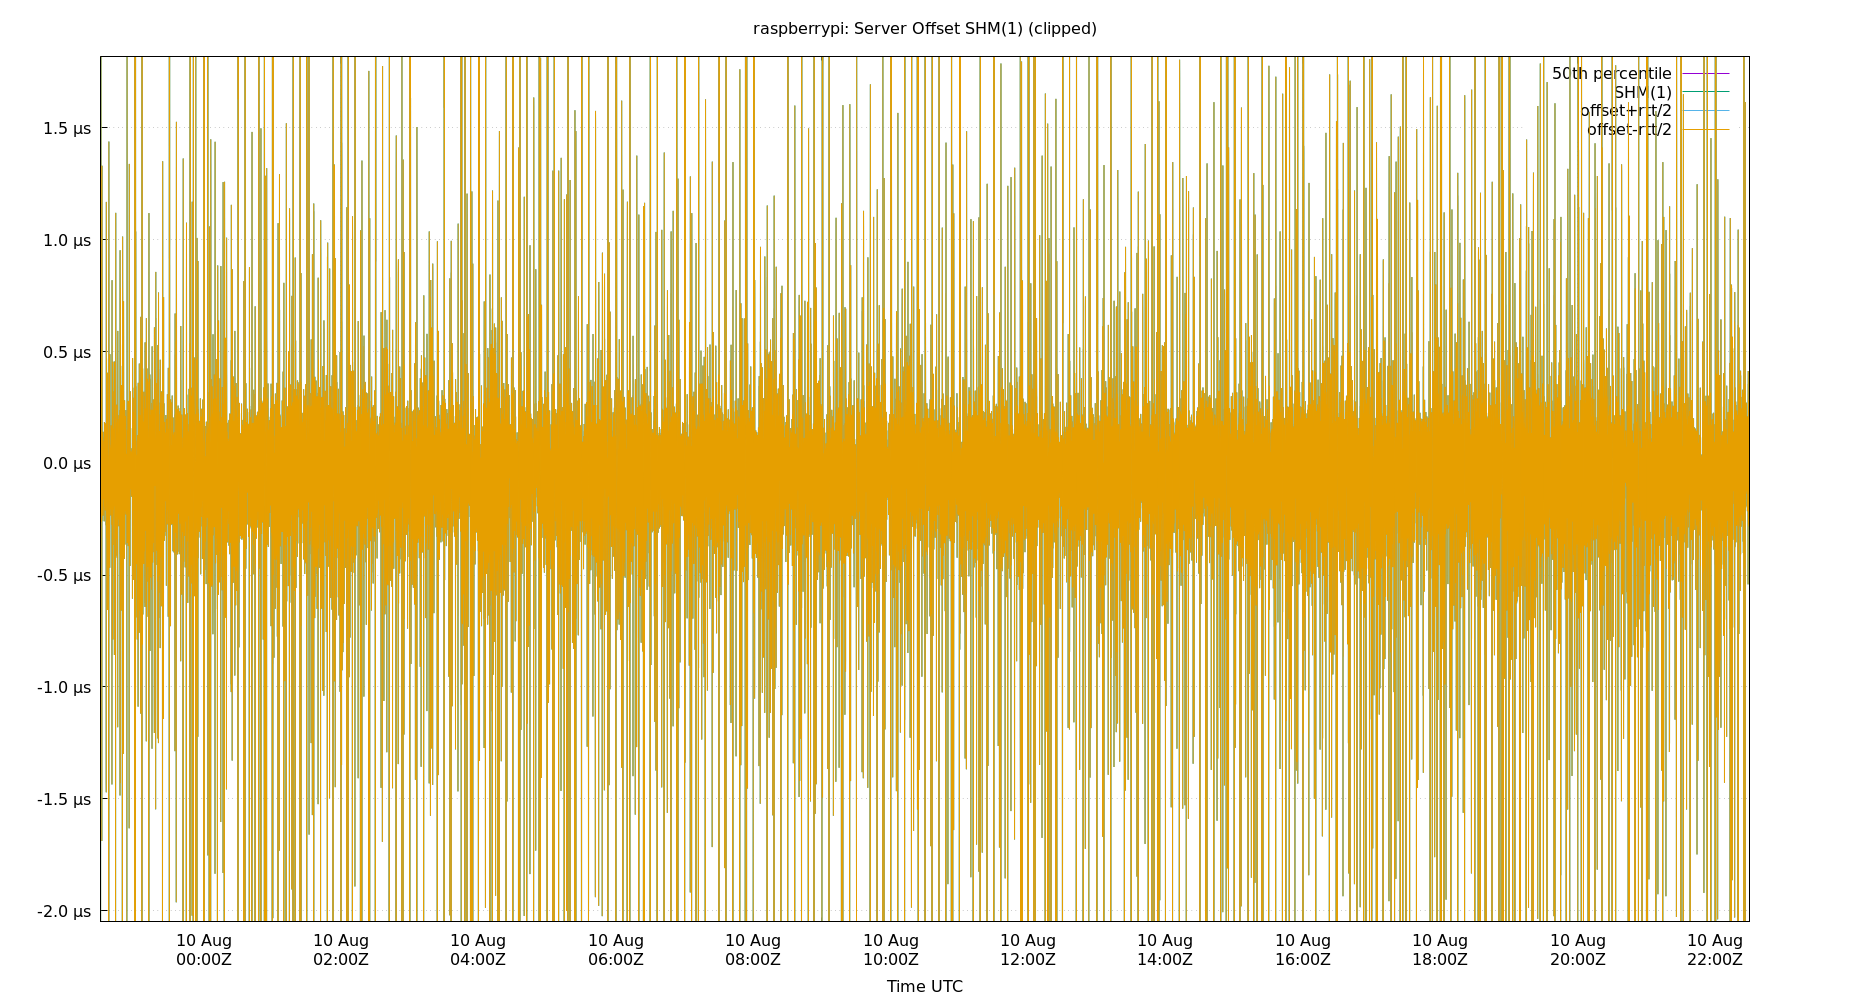 raspberrypi: Server Offset SHM(1) (clipped)
50th percentile
SHM(1)
offset+rtt/2
offset-rtt/2
1.5 µs
1.0 µs
0.5 µs
0.0 µs
-0.5 µs
-1.0 µs
-1.5 µs
-2.0 µs
10 Aug 10 Aug 10 Aug 10 Aug 10 Aug 10 Aug 10 Aug 10 Aug 10 Aug 10 Aug 10 Aug 10 Aug
00:00Z 02:00Z 04:00Z 06:00Z 08:00Z 10:00Z 12:00Z 14:00Z 16:00Z 18:00Z 20:00Z 22:00Z
Time UTC